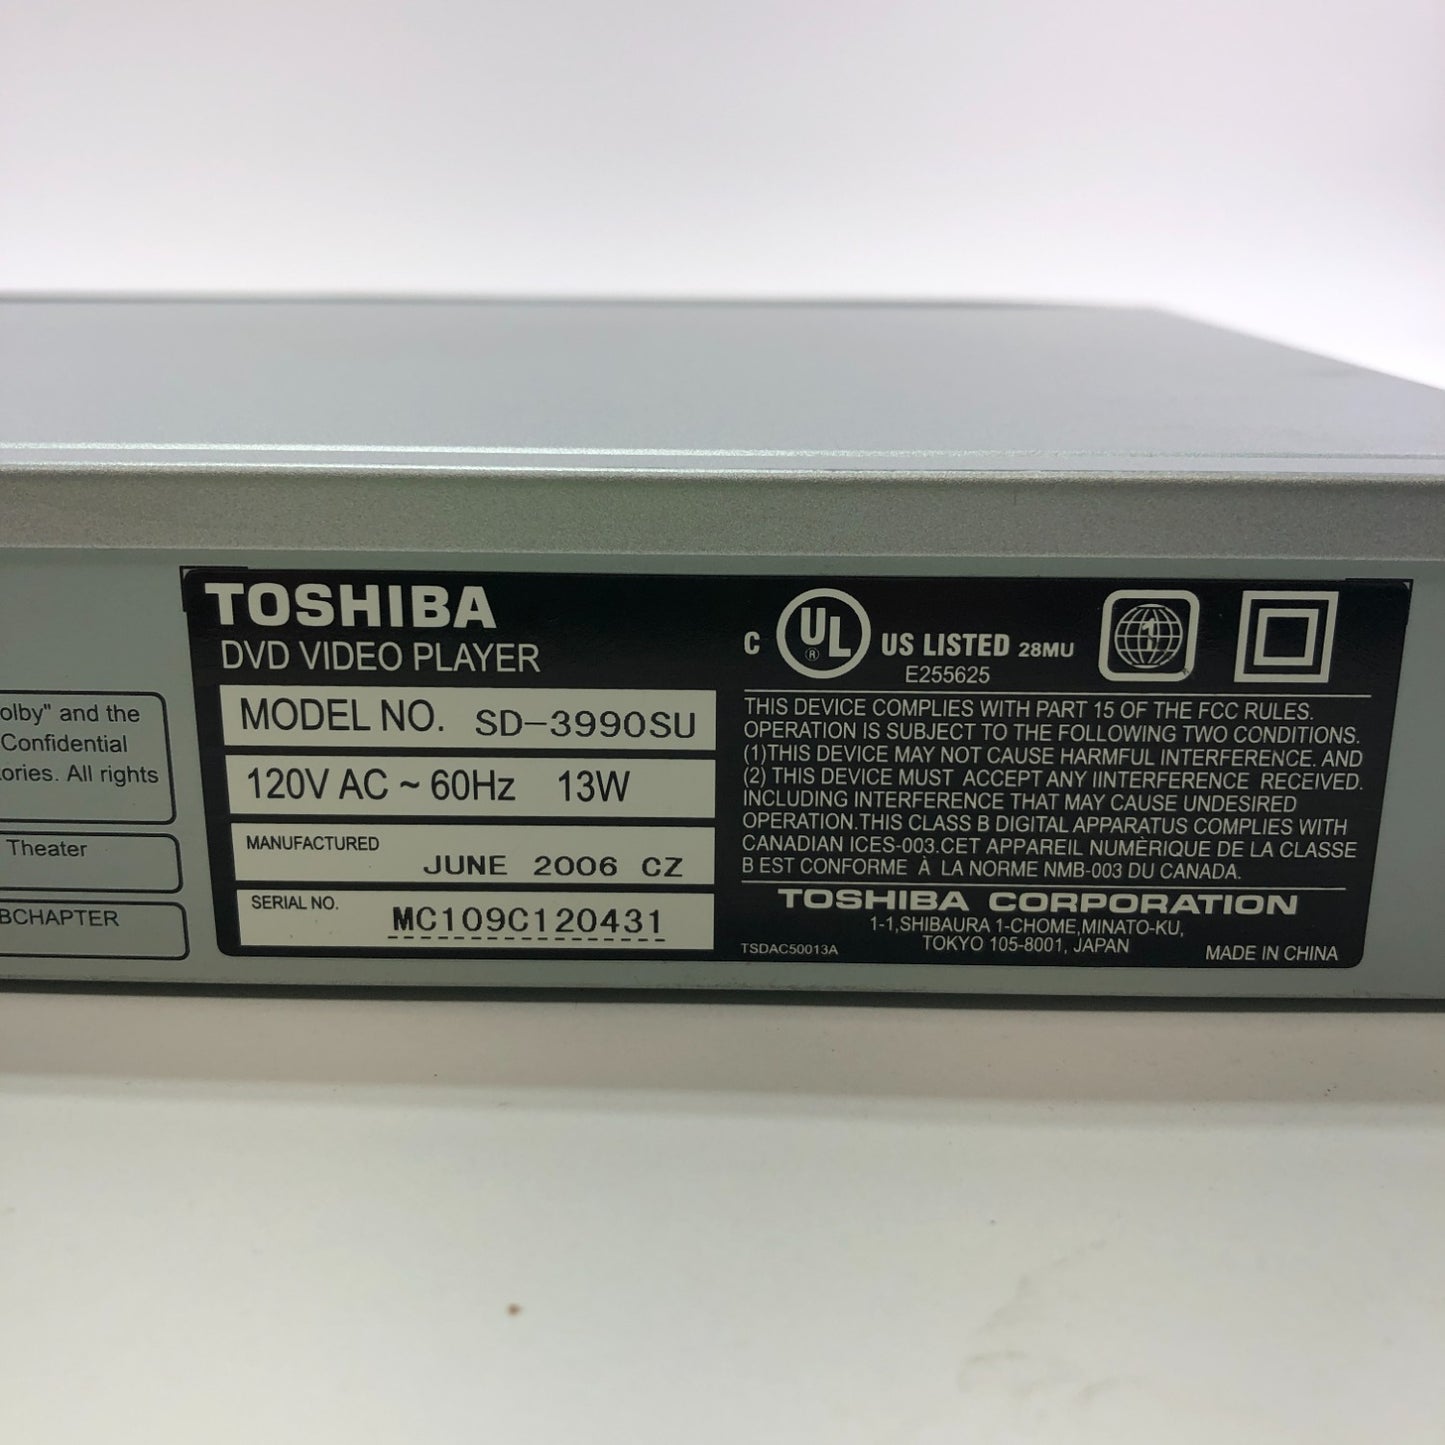 olby" and the
Confidential
ories. All rights
Theater
BCHAPTER
TOSHIBA
DVD VIDEO PLAYER
MODEL NO. SD-3990SU
120V AC ~ 60Hz 13W
MANUFACTURED JUNE 2006 CZ
SERIAL NO. MC109C120431
C UL ® US LISTED 28MU
E255625
1
THIS DEVICE COMPLIES WITH PART 15 OF THE FCC RULES.
OPERATION IS SUBJECT TO THE FOLLOWING TWO CONDITIONS.
(1)THIS DEVICE MAY NOT CAUSE HARMFUL INTERFERENCE. AND
(2) THIS DEVICE MUST ACCEPT ANY IINTERFERENCE RECEIVED.
INCLUDING INTERFERENCE THAT MAY CAUSE UNDESIRED
OPERATION.THIS CLASS B DIGITAL APPARATUS COMPLIES WITH
CANADIAN ICES-003.CET APPAREIL NUMÈRIQUE DE LA CLASSE
B EST CONFORME À LA NORME NMB-003 DU CANADA.
TOSHIBA CORPORATION
1-1,SHIBAURA 1-CHOME,MINATO-KU,
TOKYO 105-8001, JAPAN
TSDAC50013A
MADE IN CHINA